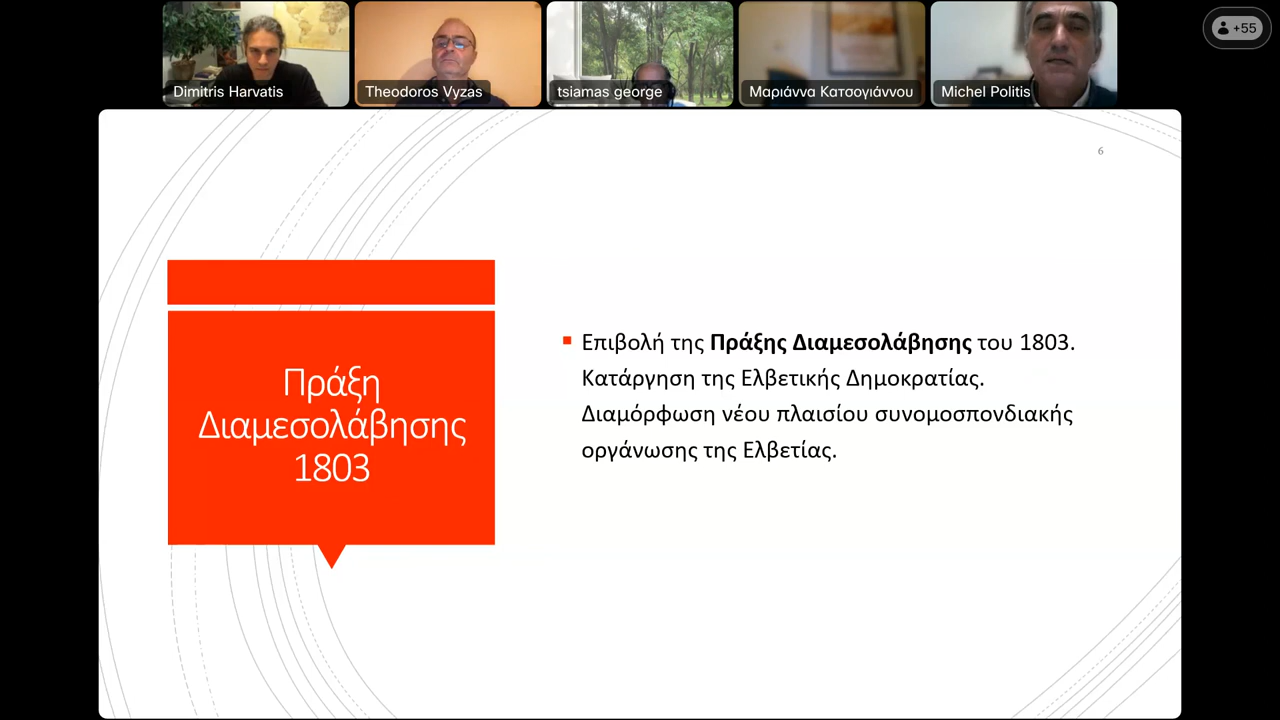 Dimitris Harvatis
Theodoros Vyzas
tsiamas george
Μαριάννα Κατσογιάννου
Michel Politis
+55
6
Πράξη
Διαμεσολάβησης
1803
Επιβολή της Πράξης Διαμεσολάβησης του 1803.
Κατάργηση της Ελβετικής Δημοκρατίας.
Διαμόρφωση νέου πλαισίου συνομοσπονδιακής
οργάνωσης της Ελβετίας.